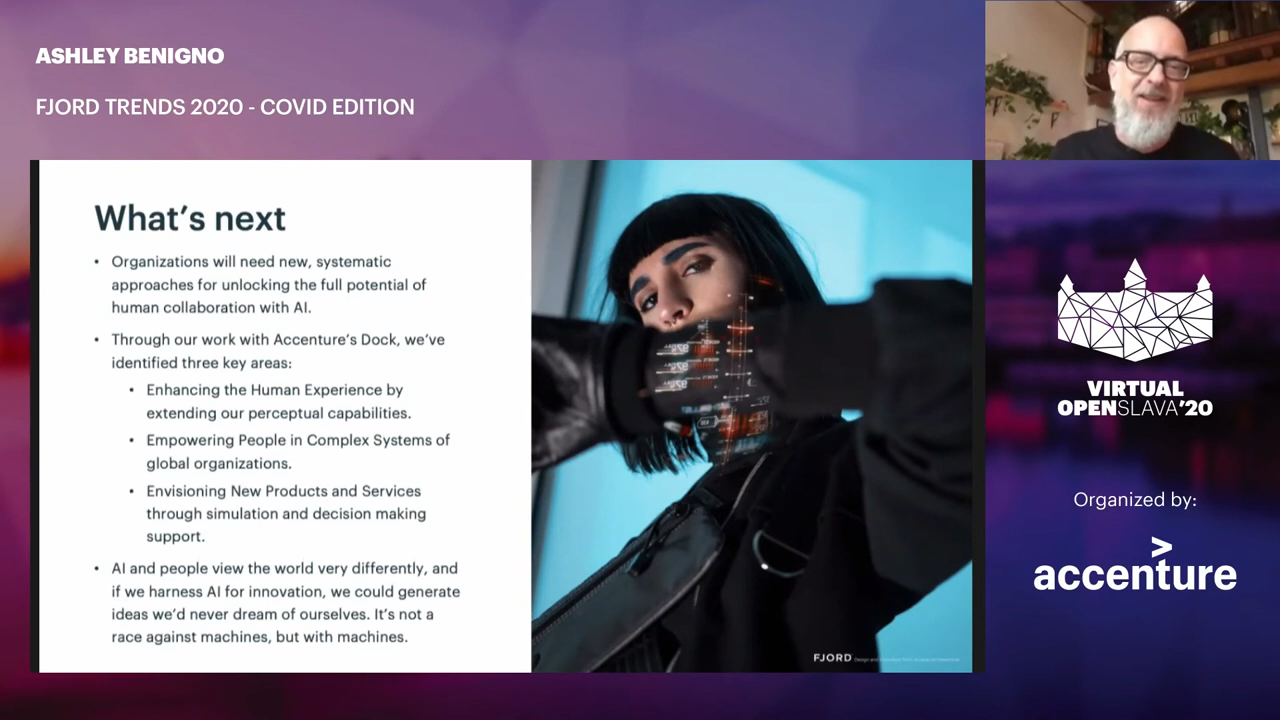 ASHLEY BENIGNO
FJORD TRENDS 2020 - COVID EDITION
What's next
• Organizations will need new, systematic
approaches for unlocking the full potential of
human collaboration with AI.
• Through our work with Accenture's Dock, we've
identified three key areas:
• Enhancing the Human Experience by
extending our perceptual capabilities.
• Empowering People in Complex Systems of
global organizations.
• Envisioning New Products and Services
through simulation and decision making
support.
• AI and people view the world very differently, and
if we harness AI for innovation, we could generate
ideas we'd never dream of ourselves. It's not a
race against machines, but with machines.
FJORD
VIRTUAL
OPENSLAVA'20
Organized by:
accenture